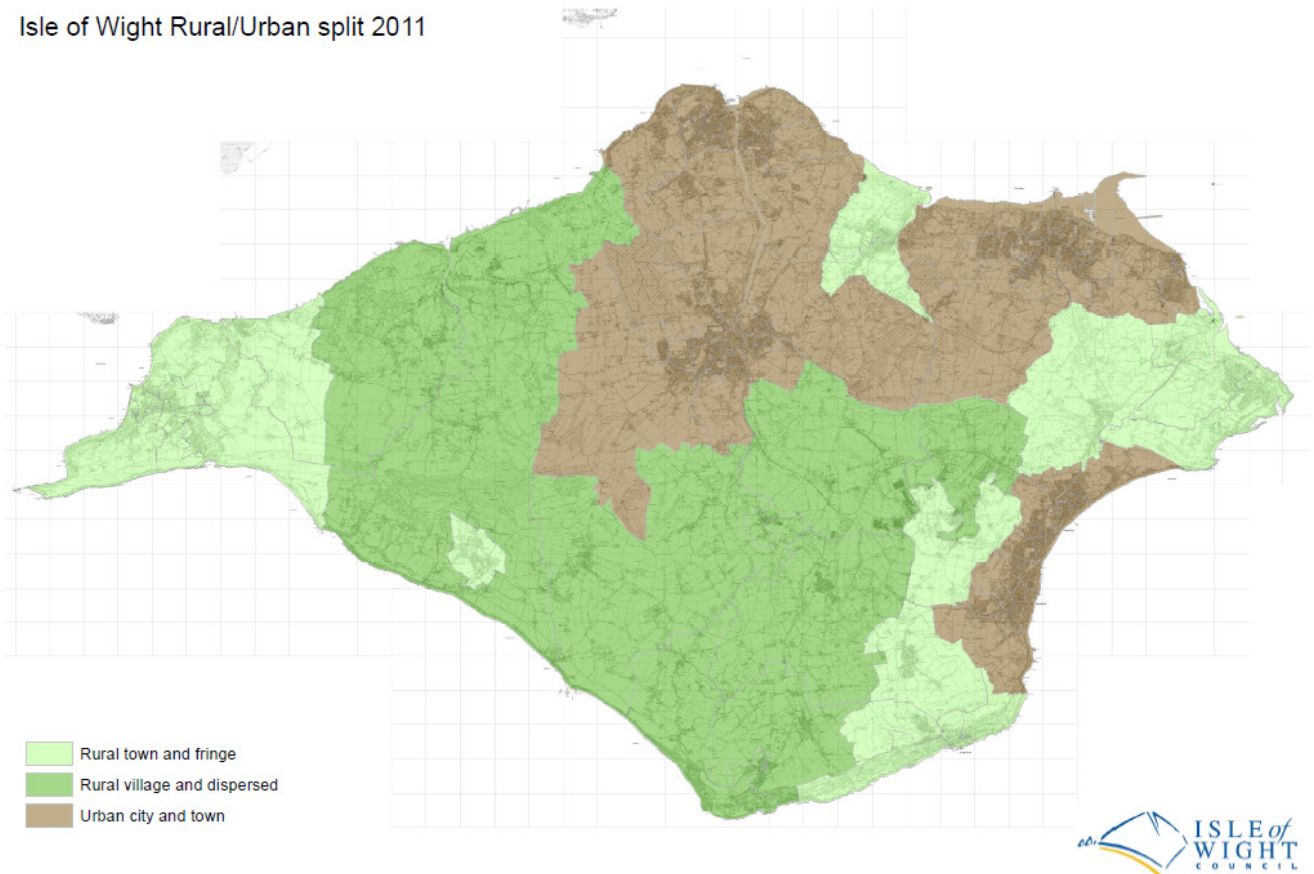 Isle of Wight Rural/Urban split 2011
Rural town and fringe
Rural village and dispersed
Urban city and town
ISLE of
WIGHT
COUNCIL